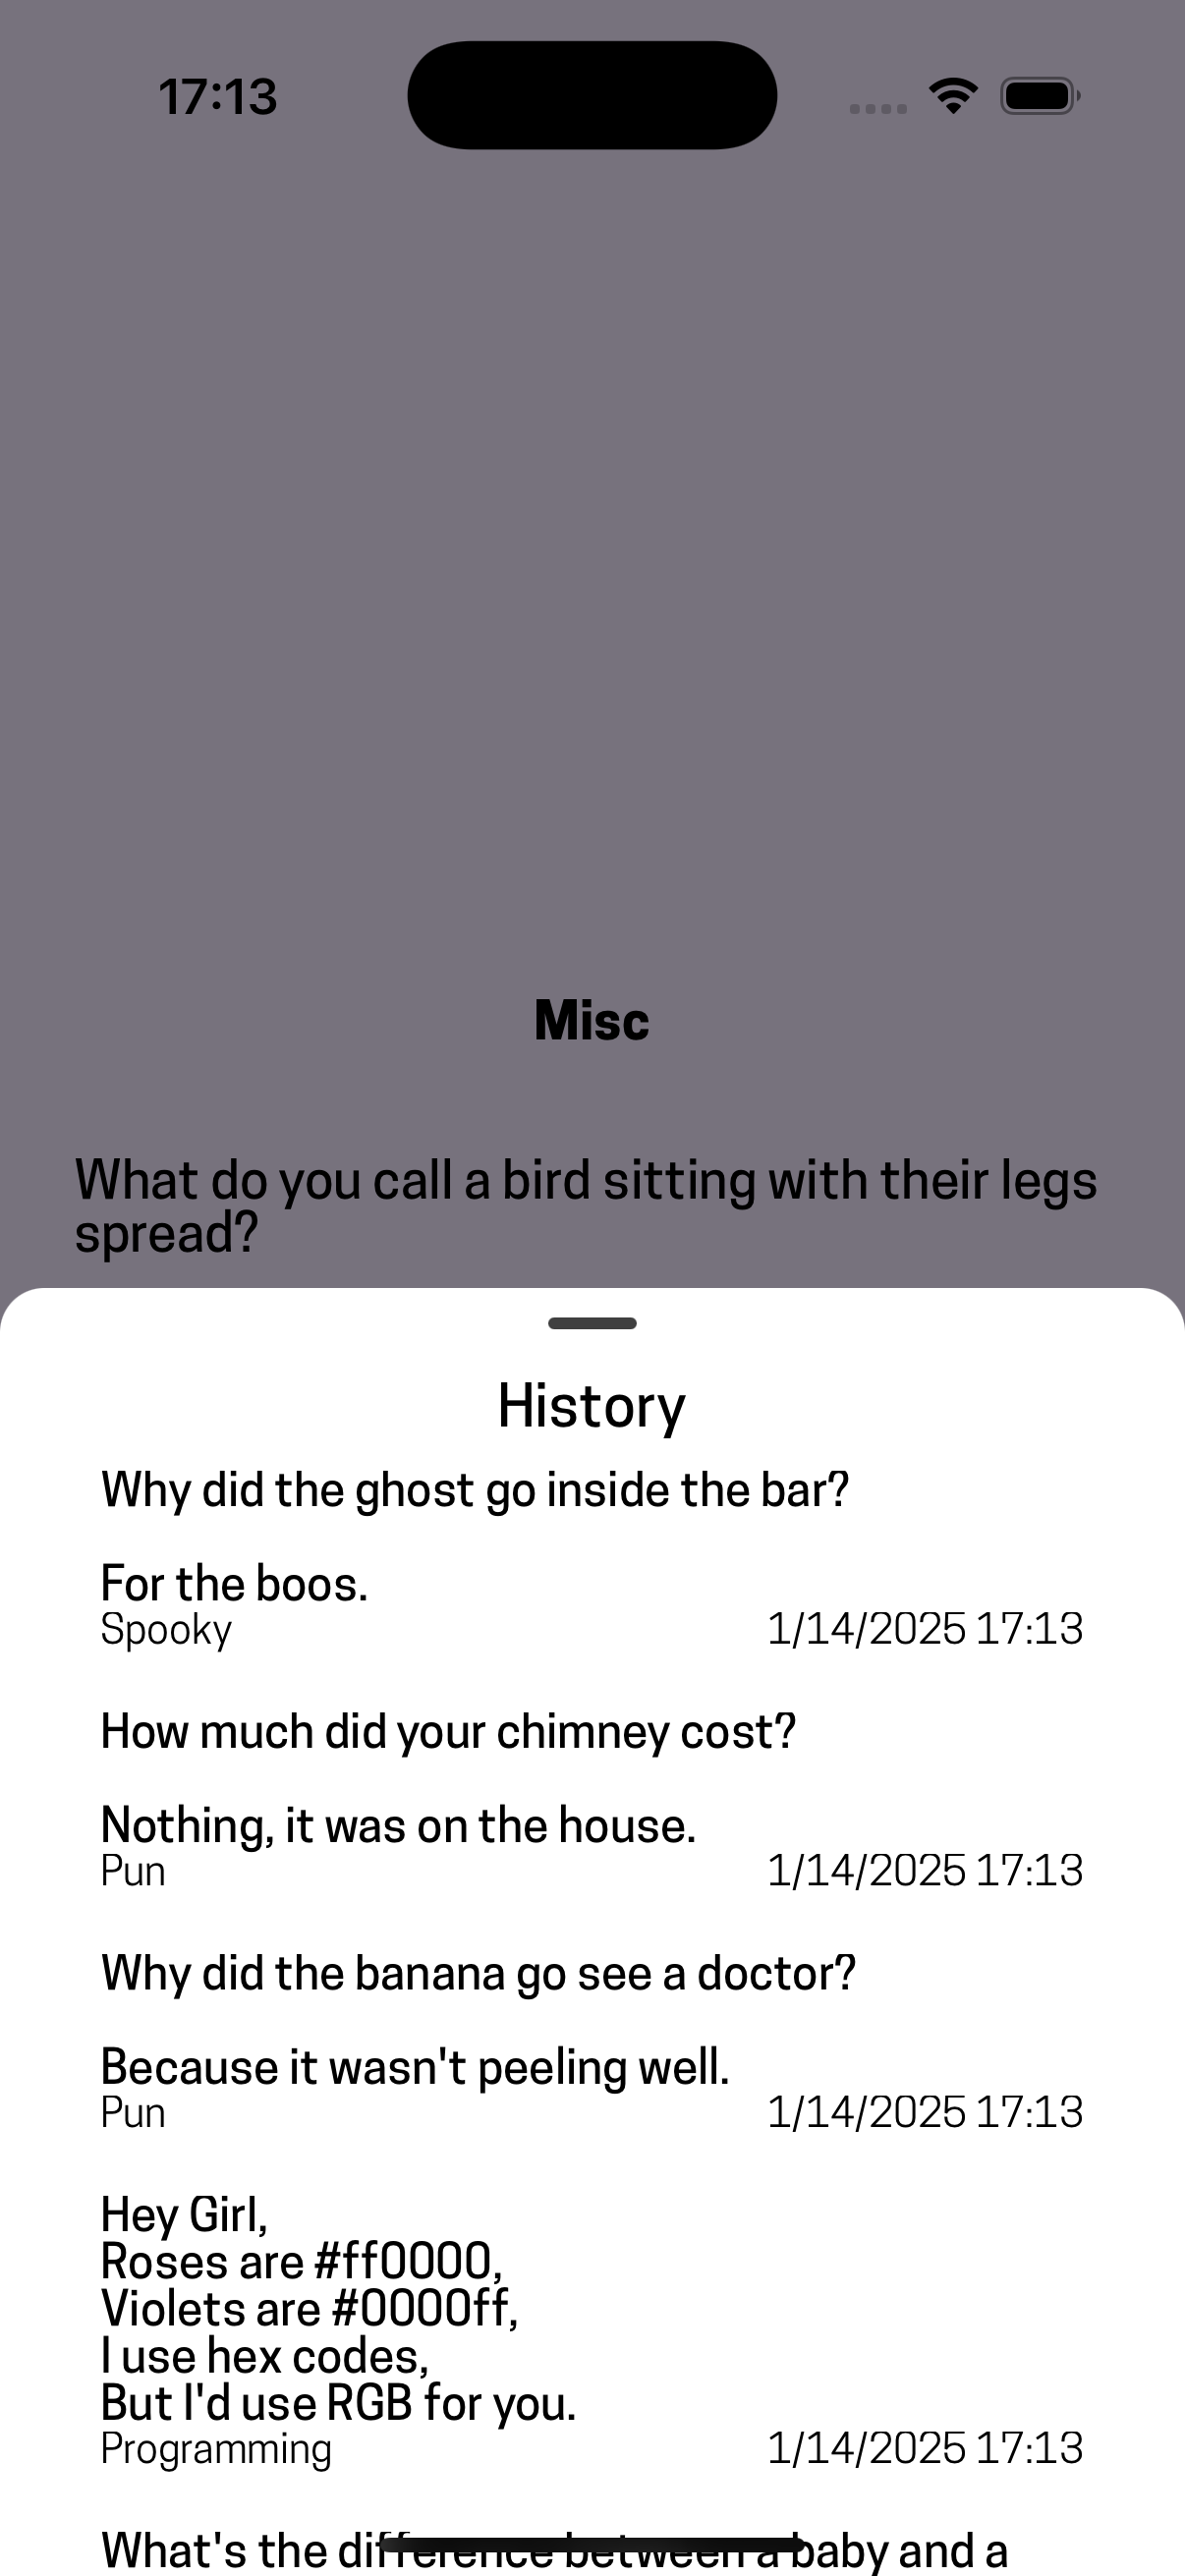 17:13
Misc
What do you call a bird sitting with their legs
spread?
History
Why did the ghost go inside the bar?
For the boos.
Spooky 1/14/2025 17:13
How much did your chimney cost?
Nothing, it was on the house.
Pun 1/14/2025 17:13
Why did the banana go see a doctor?
Because it wasn't peeling well.
Pun 1/14/2025 17:13
Hey Girl,
Roses are #ff0000,
Violets are #0000ff,
I use hex codes,
But I'd use RGB for you.
Programming 1/14/2025 17:13
What's the difference between a baby and a